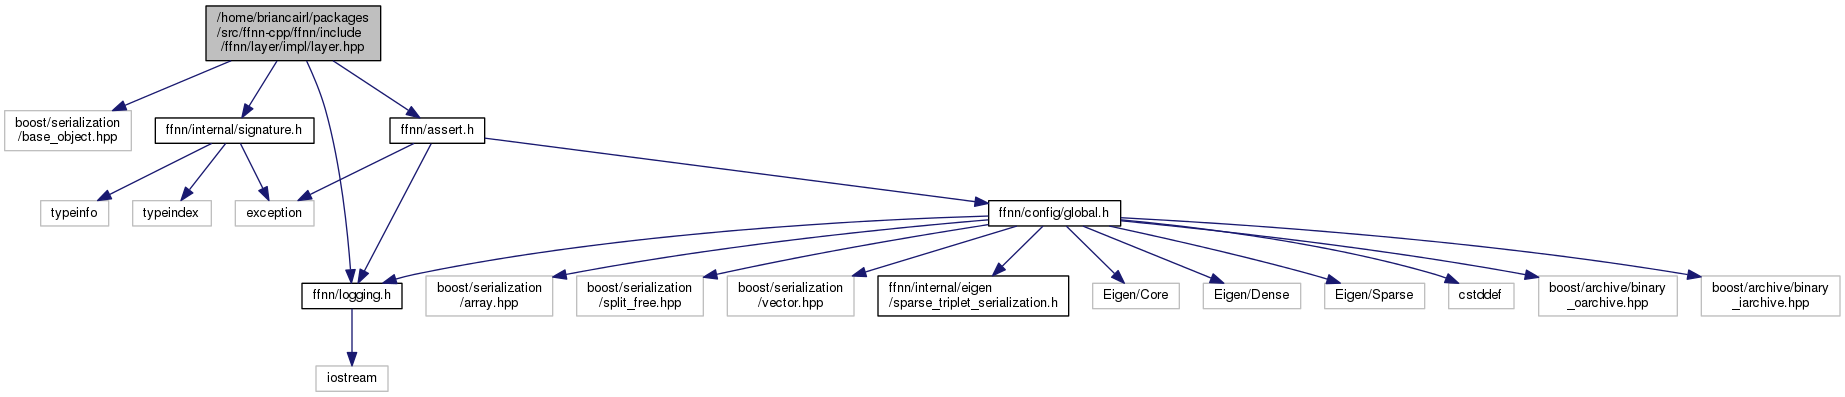 /home/briancairl/packages
/src/ffnn-cpp/ffnn/include
/ffnn/layer/impl/layer.hpp
boost/serialization
/base_object.hpp
ffnn/internal/signature.h
ffnn/assert.h
typeinfo
typeindex
exception
ffnn/config/global.h
ffnn/logging.h
boost/serialization
/array.hpp
boost/serialization
/split_free.hpp
boost/serialization
/vector.hpp
ffnn/internal/eigen
/sparse_triplet_serialization.h
Eigen/Core
Eigen/Dense
Eigen/Sparse
cstddef
boost/archive/binary
_oarchive.hpp
boost/archive/binary
_iarchive.hpp
iostream